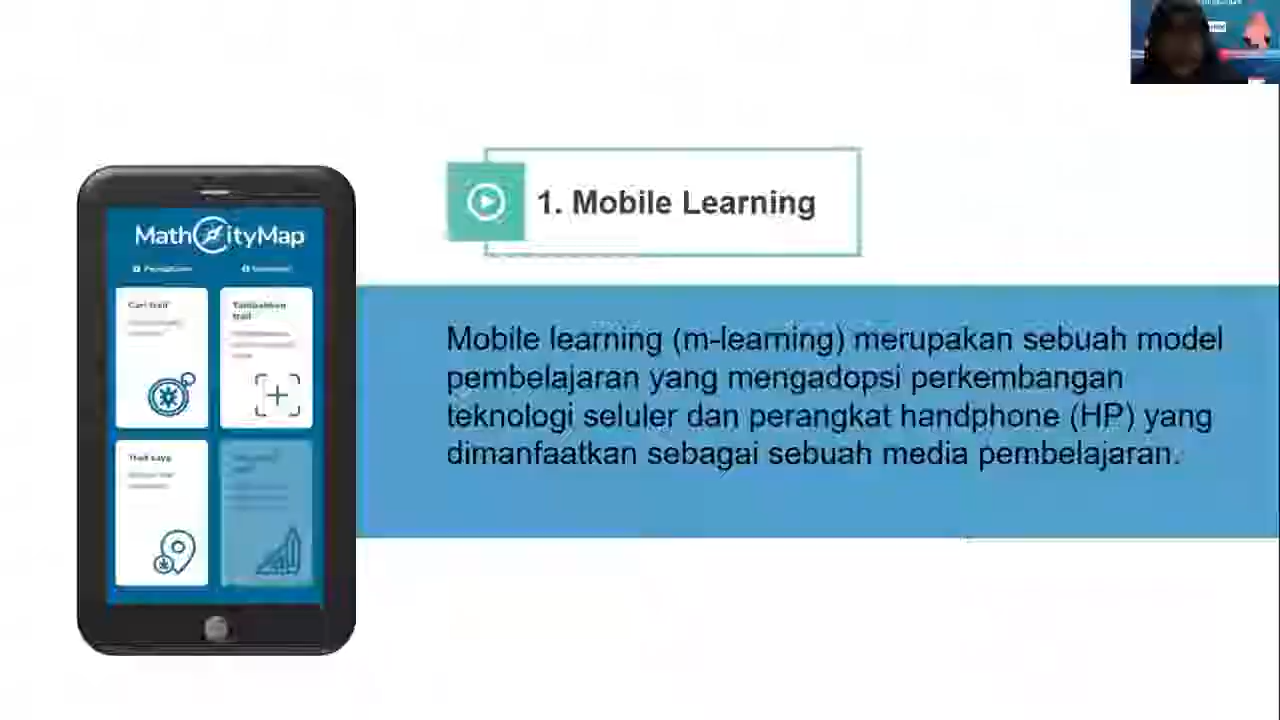 1. Mobile Learning
MathCityMap
Cari trail
Tambahkan
trail
Trail saya
Mobile learning (m-learning) merupakan sebuah model
pembelajaran yang mengadopsi perkembangan
teknologi seluler dan perangkat handphone (HP) yang
dimanfaatkan sebagai sebuah media pembelajaran.